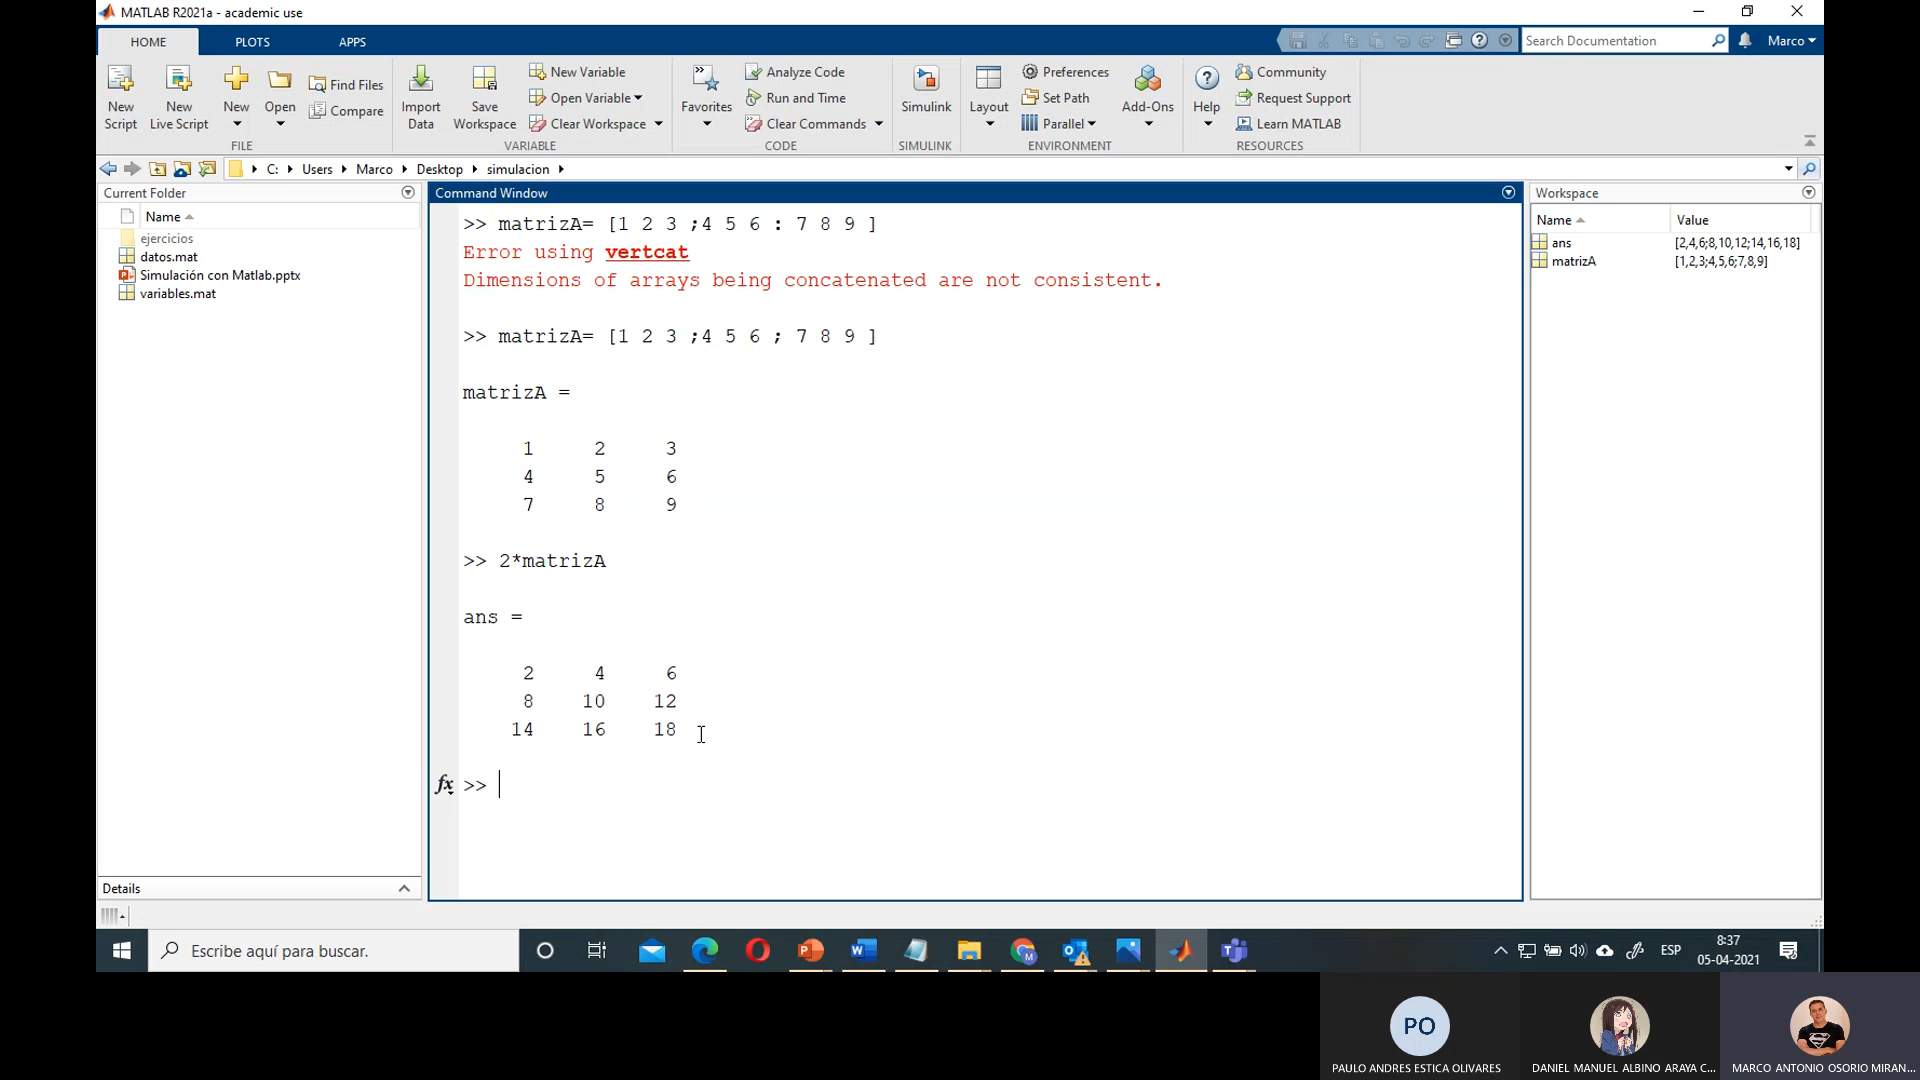 MATLAB R2021a - academic use
HOME PLOTS APPS
Search Documentation
Marco
New Script
New Live Script
New
Open
Find Files
Compare
FILE
Import Data
Save Workspace
New Variable
Open Variable
Clear Workspace
VARIABLE
Favorites
Analyze Code
Run and Time
Clear Commands
CODE
Simulink
SIMULINK
Layout
Preferences
Set Path
Parallel
Add-Ons
ENVIRONMENT
Help
Community
Request Support
Learn MATLAB
RESOURCES
C: Users Marco Desktop simulacion
Current Folder
Name
ejercicios
datos.mat
Simulación con Matlab.pptx
variables.mat
Details
Command Window
>> matrizA= [1 2 3 ;4 5 6 : 7 8 9 ]
Error using vertcat
Dimensions of arrays being concatenated are not consistent.
>> matrizA= [1 2 3 ;4 5 6 ; 7 8 9 ]
matrizA =
1 2 3
4 5 6
7 8 9
>> 2*matrizA
ans =
2 4 6
8 10 12
14 16 18
fx >>
Workspace
Name Value
ans [2,4,6;8,10,12;14,16,18]
matrizA [1,2,3;4,5,6;7,8,9]
Escribe aquí para buscar.
ESP
8:37
05-04-2021
PO
PAULO ANDRES ESTICA OLIVARES
DANIEL MANUEL ALBINO ARAYA C...
MARCO ANTONIO OSORIO MIRAN...